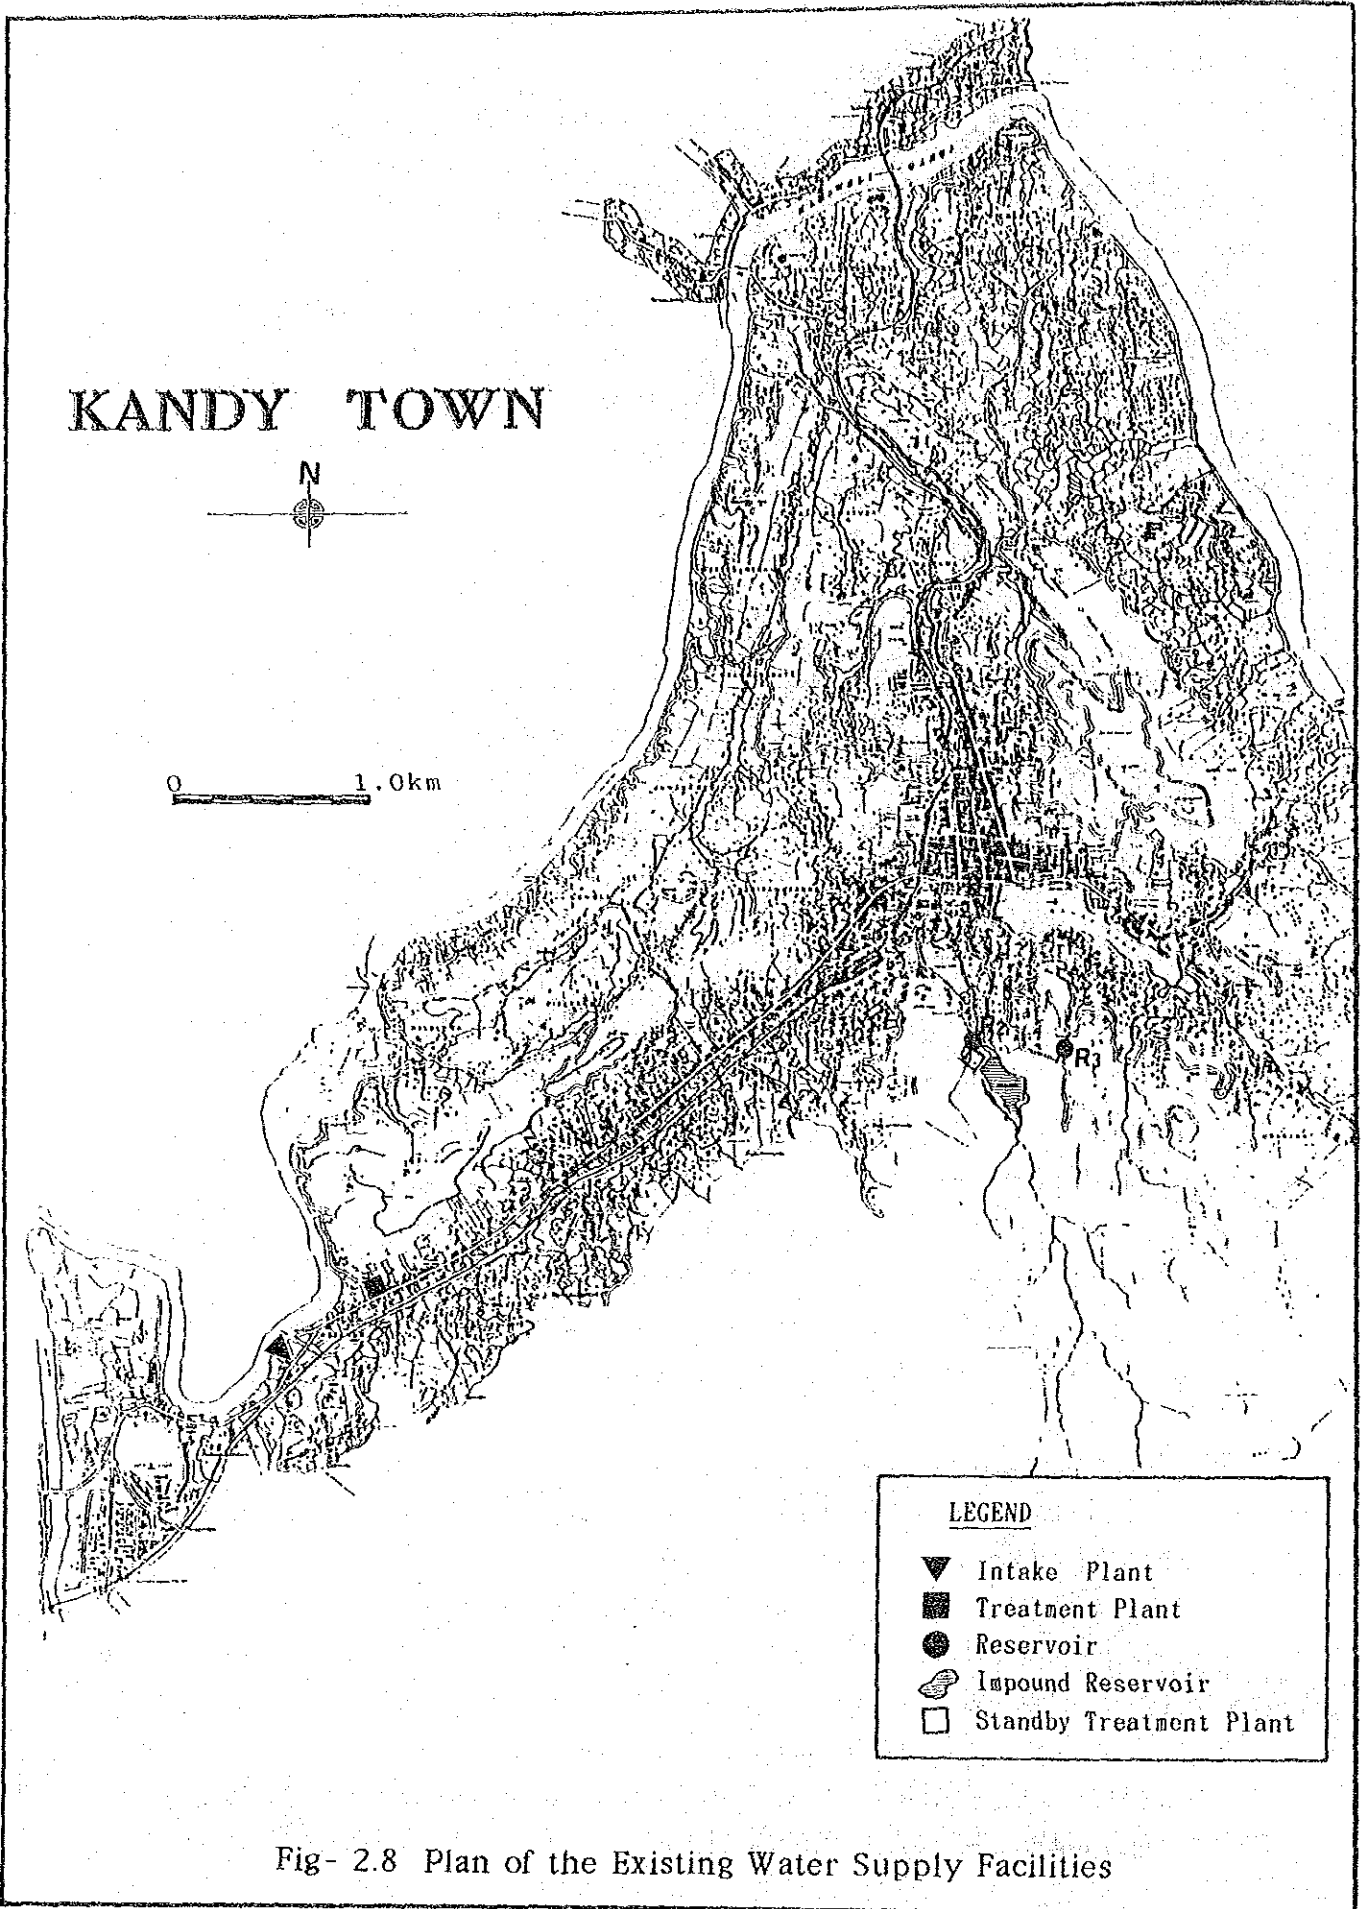 KANDY TOWN
N
0 1.0km
R2
R3
LEGEND
Intake Plant
Treatment Plant
Reservoir
Impound Reservoir
Standby Treatment Plant
Fig- 2.8 Plan of the Existing Water Supply Facilities